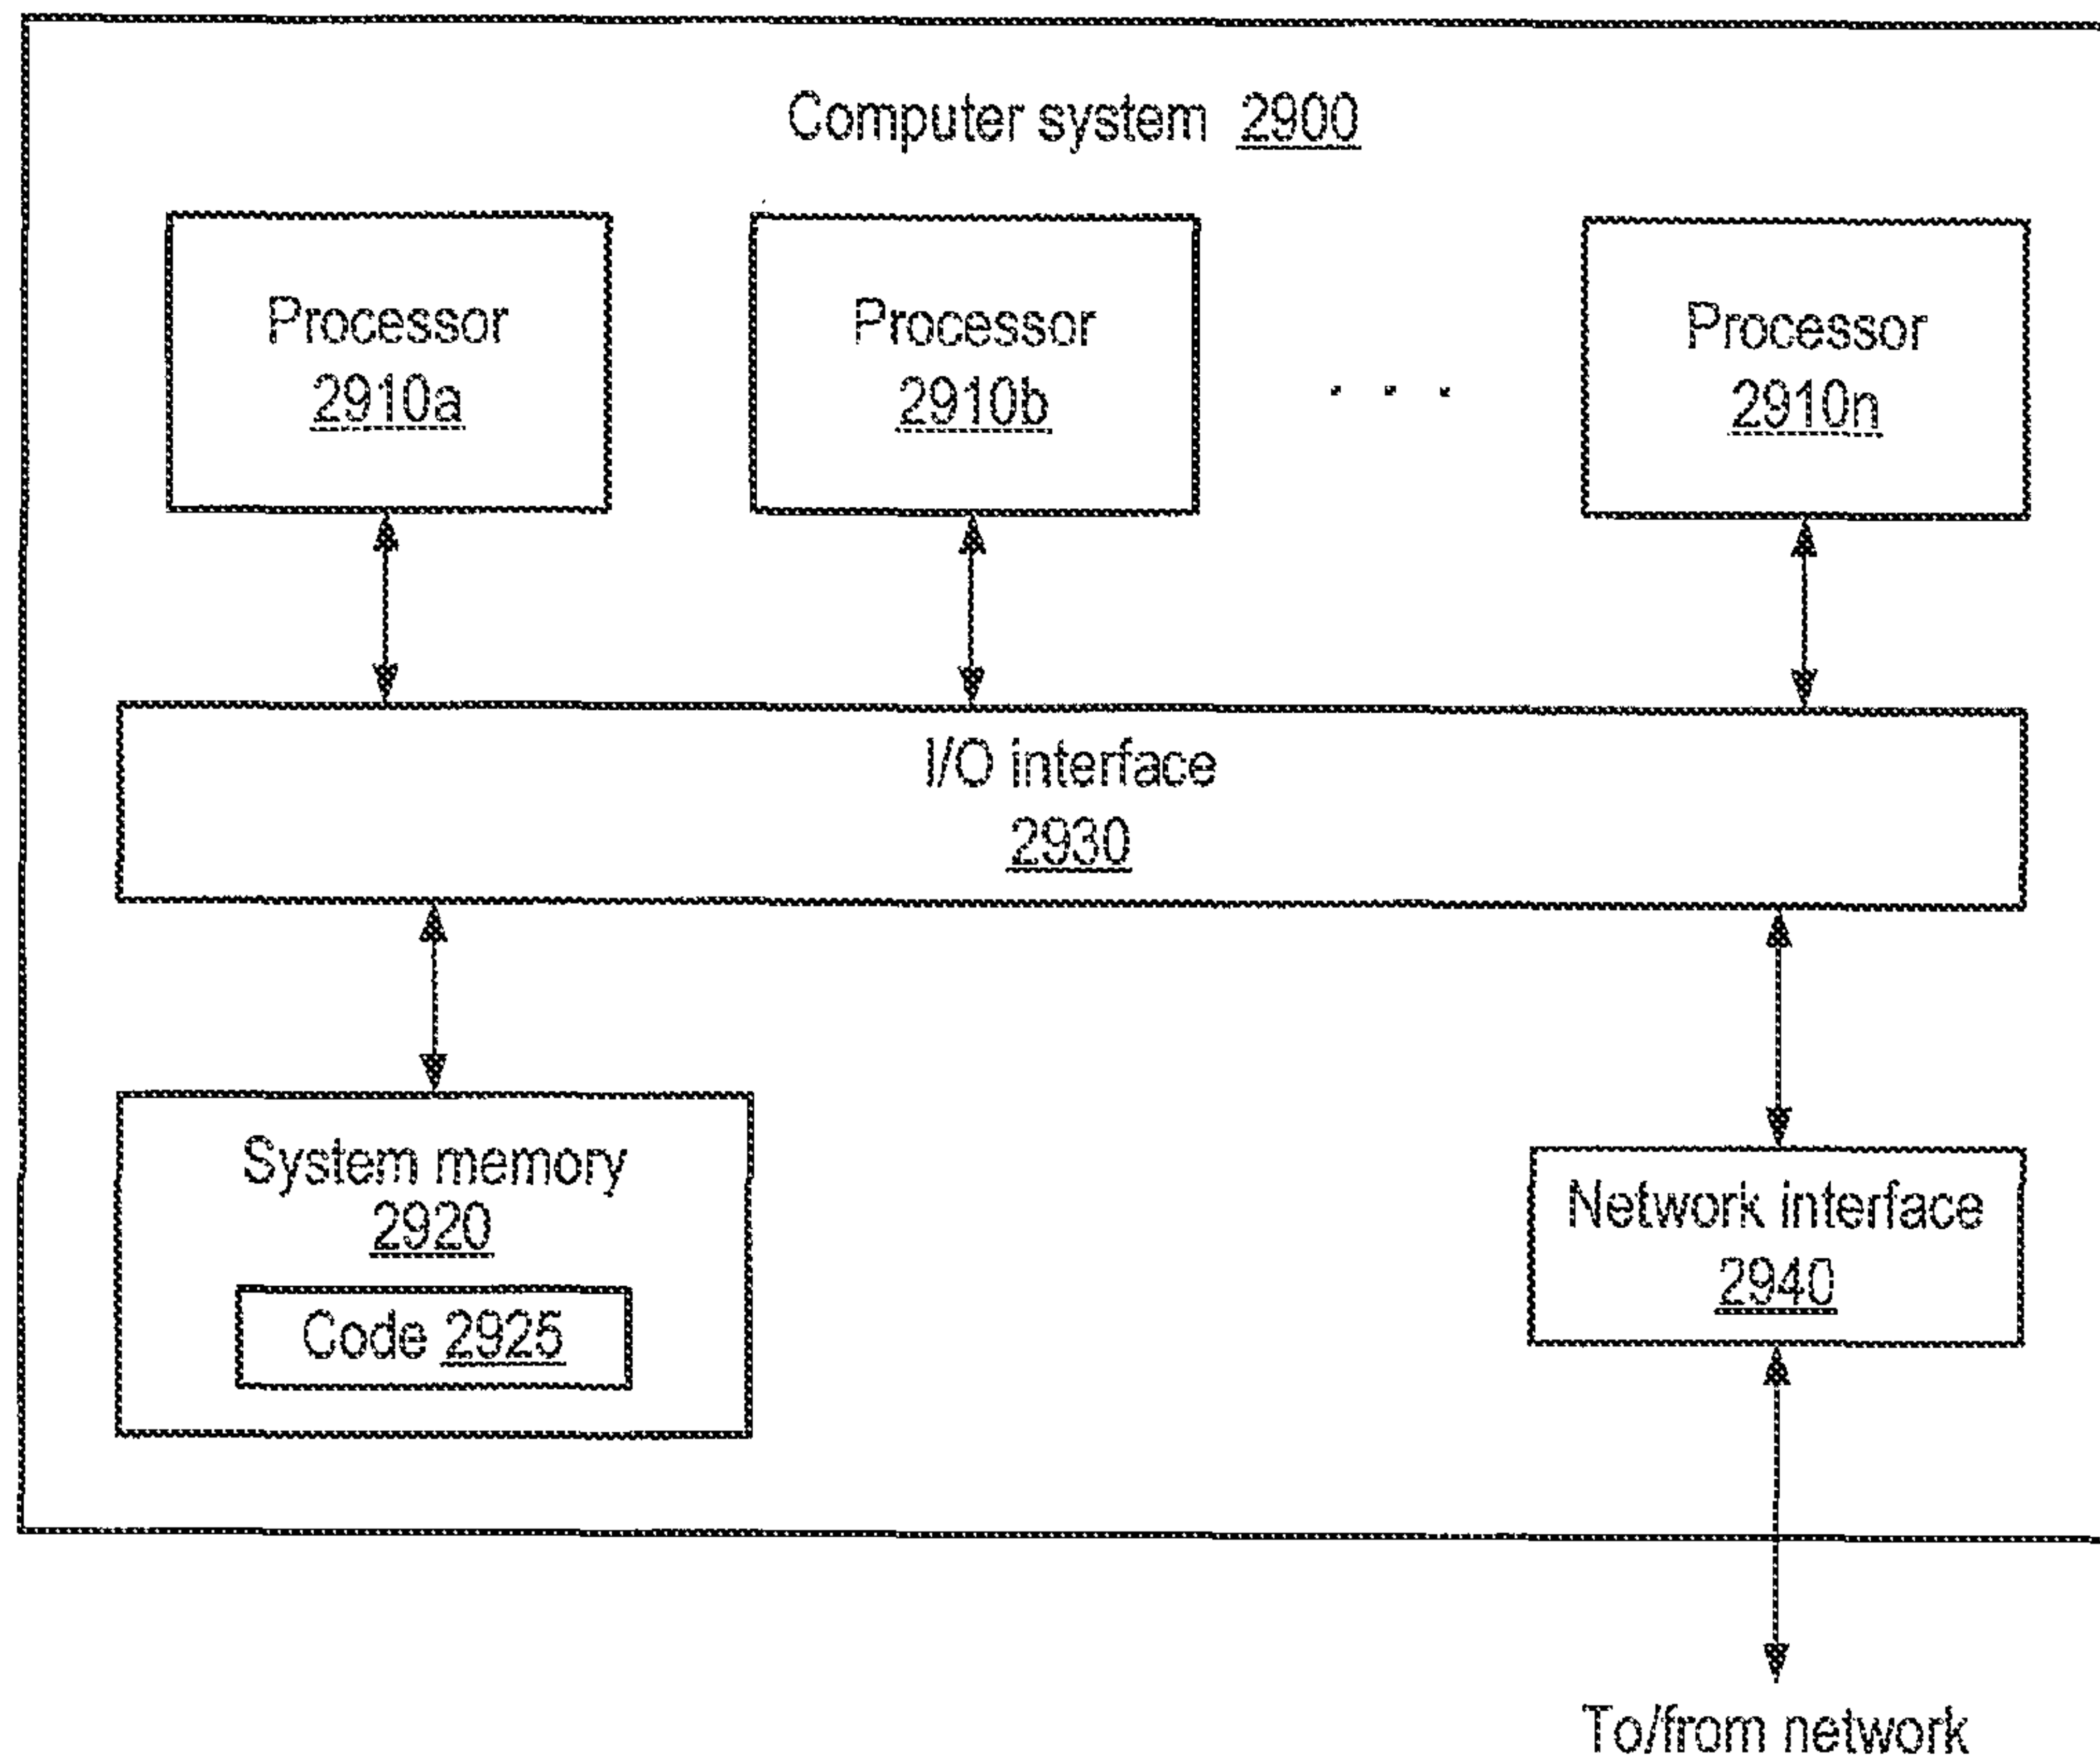 Computer system 2900
Processor
2910a
Processor
2910b
. . .
Processor
2910n
I/O interface
2930
System memory
2920
Code 2925
Network interface
2940
To/from network